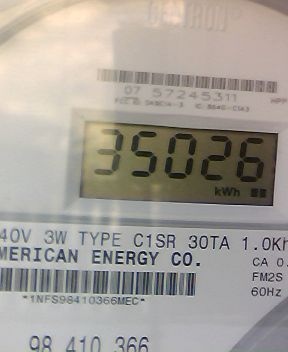 CENTRON®
07 57245311
35026
kWh
40V 3W TYPE C1SR 30TA 1.0Kh
MERICAN ENERGY CO.
CA 0.
FM2S
60Hz
*1NFS98410366MEC*
98 410 366